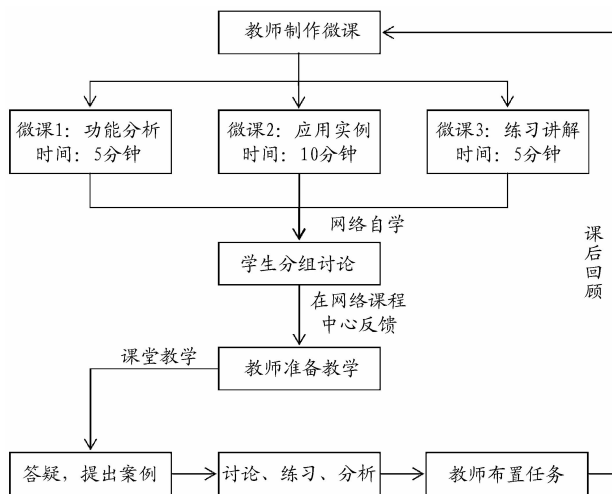 教师制作微课
微课1：功能分析
时间：5分钟
微课2：应用实例
时间：10分钟
微课3：练习讲解
时间：5分钟
网络自学
学生分组讨论
课后回顾
在网络课程
中心反馈
课堂教学
教师准备教学
答疑，提出案例
讨论、练习、分析
教师布置任务